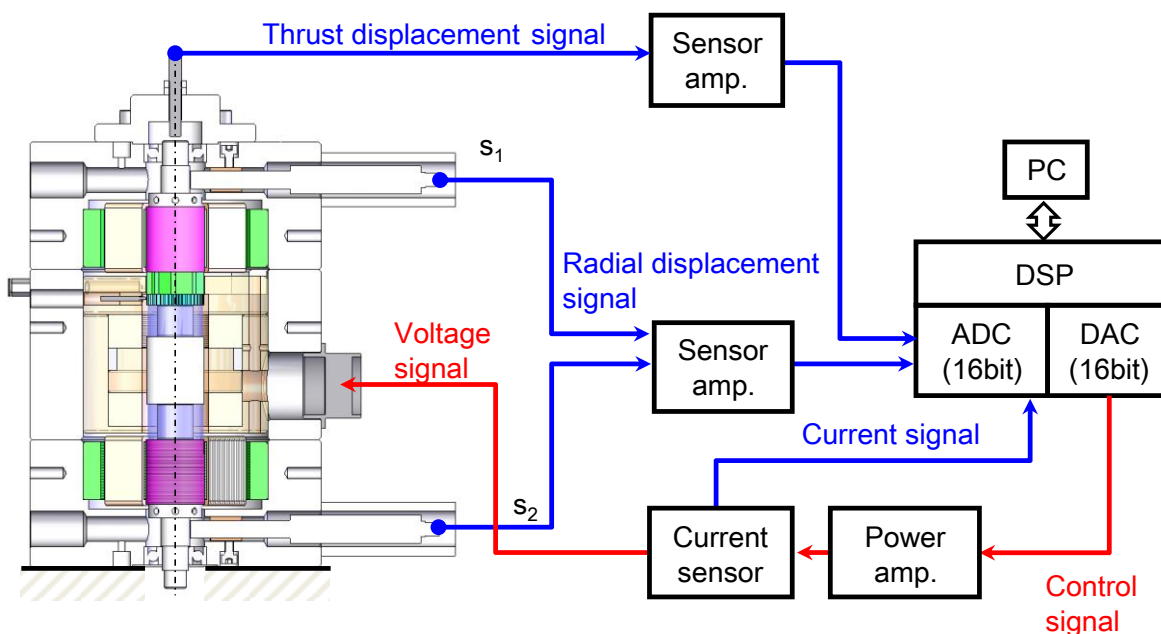 Thrust displacement signal
Sensor
amp.
s₁
PC
Radial displacement
signal
DSP
Voltage
signal
Sensor
amp.
ADC
(16bit)
DAC
(16bit)
Current signal
s₂
Current
sensor
Power
amp.
Control
signal